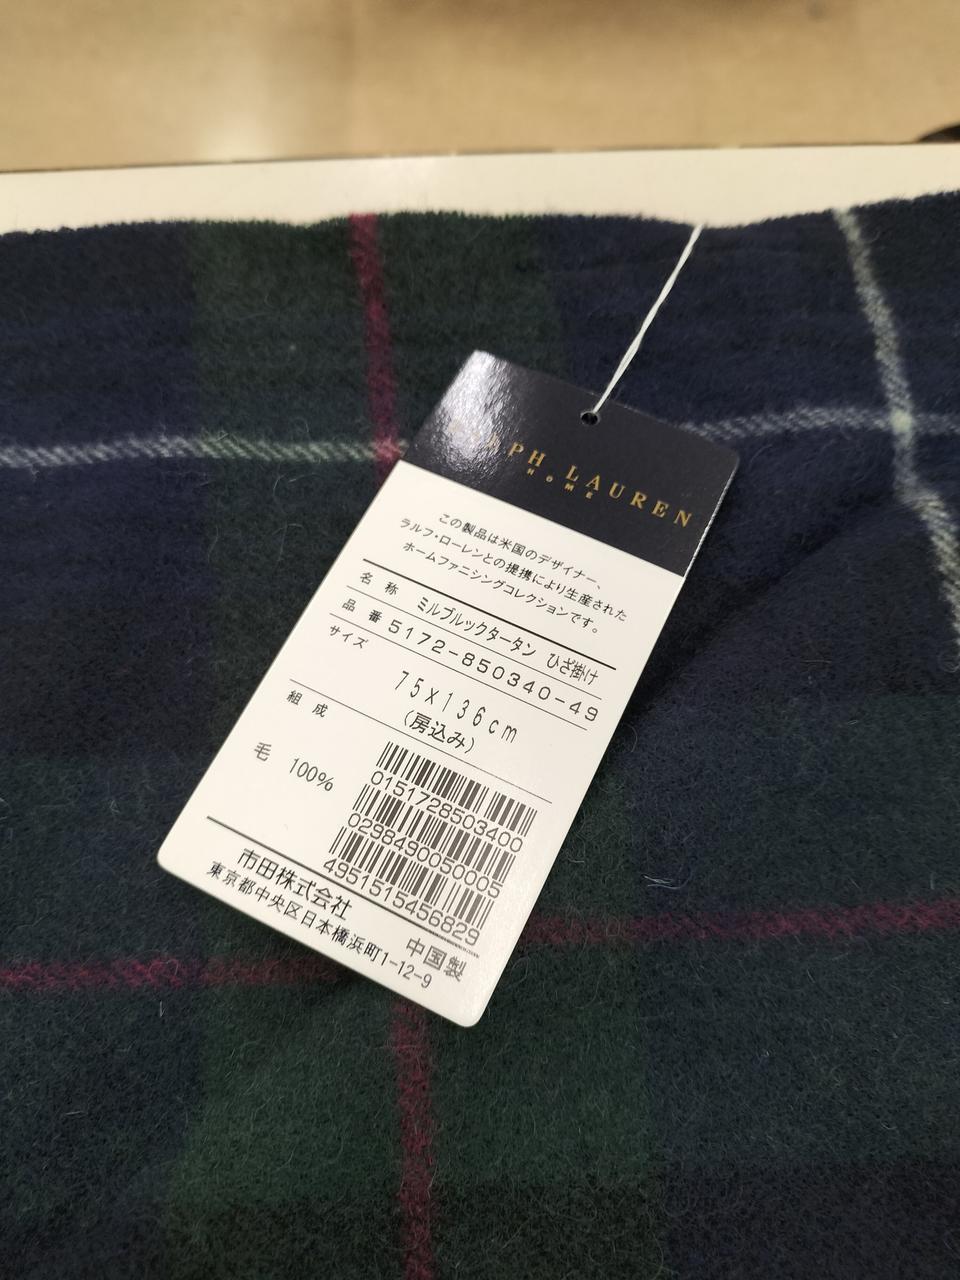 RALPH LAUREN
HOME
この製品は米国のデザイナー、
ラルフ・ローレンとの提携により生産された
ホームファニシングコレクションです。
名 称 ミルブルックタータン ひざ掛け
品 番 5172-850340-49
サイズ
75X136cm
(房込み)
組 成
毛 100%
0151728503400
0298490050005
4951515456829
市田株式会社
東京都中央区日本橋浜町1-12-9
中国製